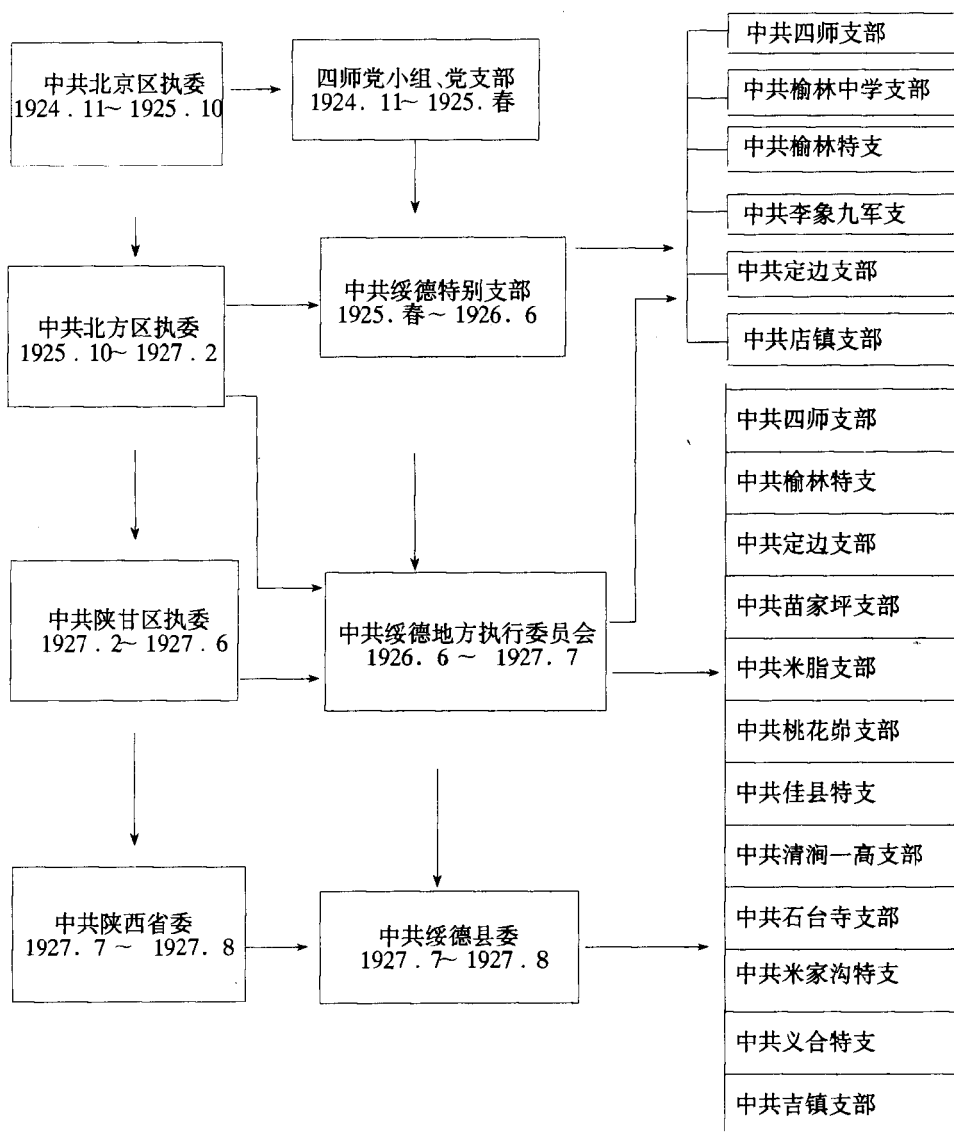 中共北京区执委
1924．11～1925．10
四师党小组、党支部
1924．11～1925．春
中共四师支部
中共榆林中学支部
中共榆林特支
中共李象九军支
中共定边支部
中共店镇支部
中共北方区执委
1925．10～1927．2
中共绥德特别支部
1925．春～1926．6
中共陕甘区执委
1927．2～1927．6
中共绥德地方执行委员会
1926．6～1927．7
中共四师支部
中共榆林特支
中共定边支部
中共苗家坪支部
中共米脂支部
中共桃花峁支部
中共佳县特支
中共清涧一高支部
中共石台寺支部
中共米家沟特支
中共义合特支
中共吉镇支部
中共陕西省委
1927．7～1927．8
中共绥德县委
1927．7～1927．8